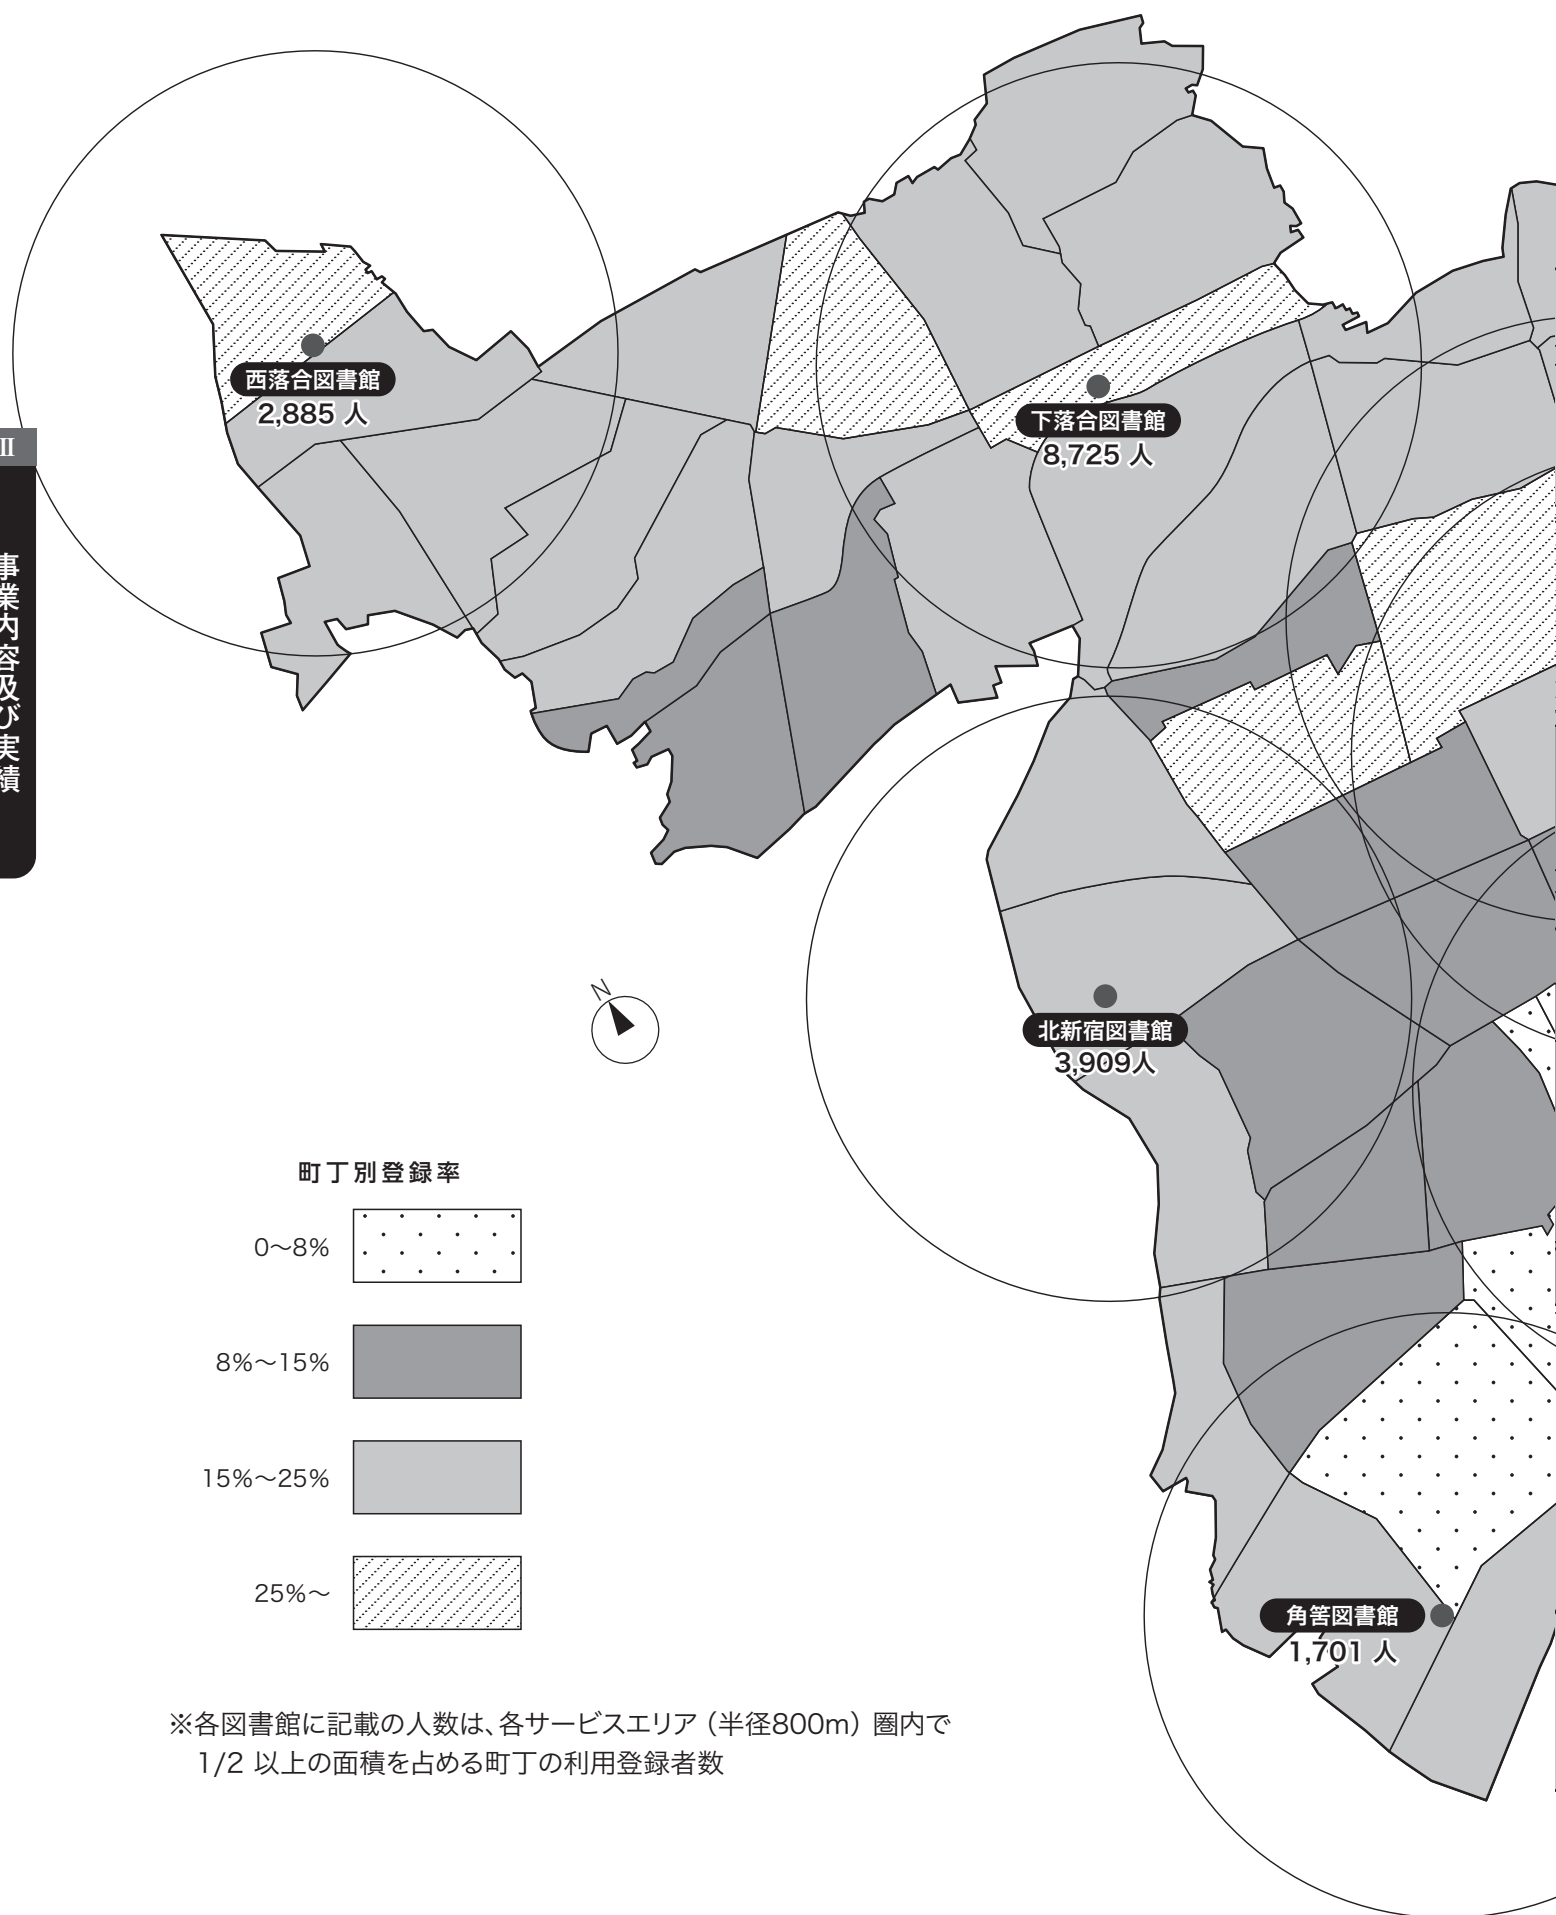 II
事業内容及び実績
西落合図書館
2,885 人
下落合図書館
8,725 人
N
北新宿図書館
3,909人
町丁別登録率
0〜8%
8%〜15%
15%〜25%
25%〜
角筈図書館
1,701 人
※各図書館に記載の人数は、各サービスエリア（半径800m）圏内で
1/2 以上の面積を占める町丁の利用登録者数